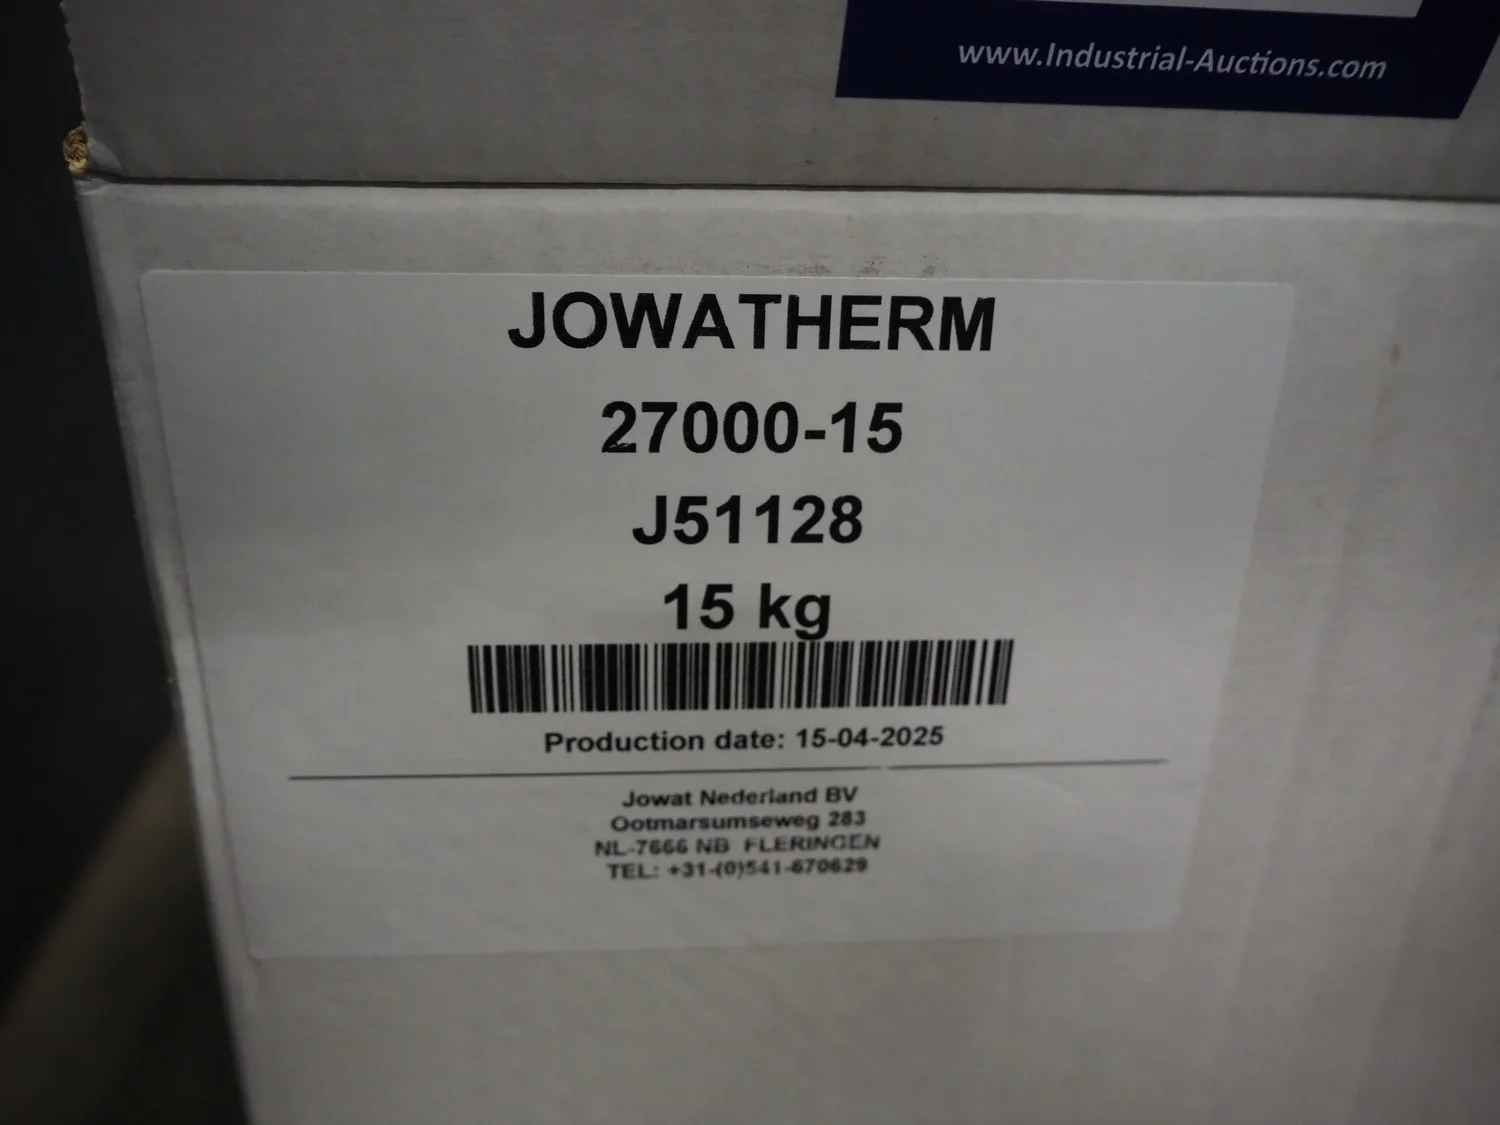 www.Industrial-Auctions.com
JOWATHERM
27000-15
J51128
15 kg
Production date: 15-04-2025
Jowat Nederland BV
Ootmarsumseweg 283
NL-7666 NB FLERINGEN
TEL: +31-(0)541-670629